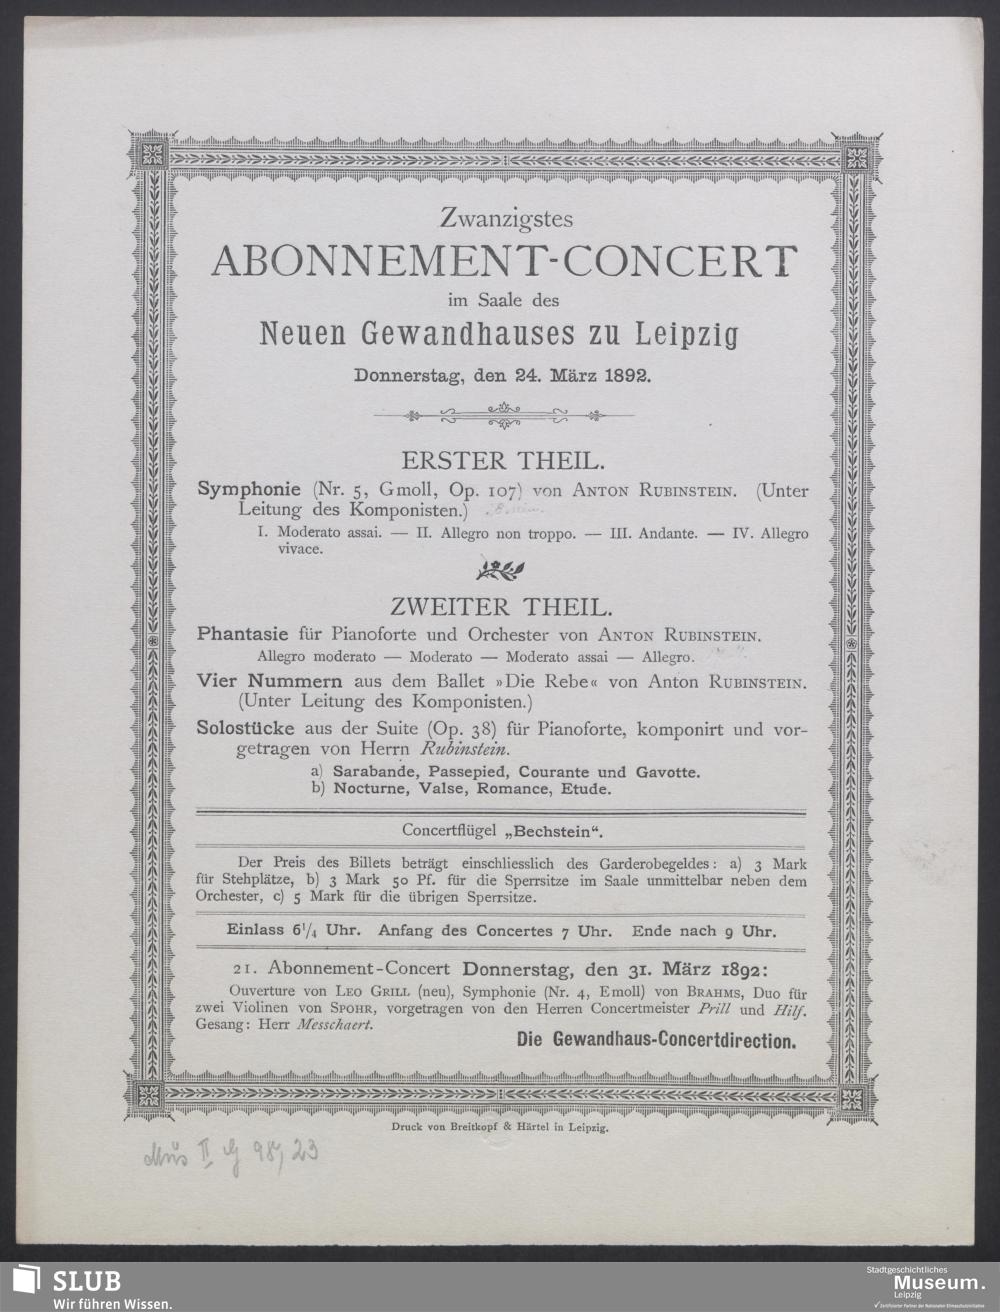 Zwanzigstes
ABONNEMENT-CONCERT
im Saale des
Neuen Gewandhauses zu Leipzig
Donnerstag, den 24. März 1892.
ERSTER THEIL.
Symphonie (Nr. 5, Gmoll, Op. 107) von ANTON RUBINSTEIN. (Unter
Leitung des Komponisten.)
I. Moderato assai. — II. Allegro non troppo. — III. Andante. — IV. Allegro
vivace.
ZWEITER THEIL.
Phantasie für Pianoforte und Orchester von ANTON RUBINSTEIN.
Allegro moderato — Moderato — Moderato assai — Allegro.
Vier Nummern aus dem Ballet »Die Rebe« von Anton RUBINSTEIN.
(Unter Leitung des Komponisten.)
Solostücke aus der Suite (Op. 38) für Pianoforte, komponirt und vor-
getragen von Herrn Rubinstein.
a) Sarabande, Passepied, Courante und Gavotte.
b) Nocturne, Valse, Romance, Etude.
Concertflügel „Bechstein“.
Der Preis des Billets beträgt einschliesslich des Garderobegeldes: a) 3 Mark
für Stehplätze, b) 3 Mark 50 Pf. für die Sperrsitze im Saale unmittelbar neben dem
Orchester, c) 5 Mark für die übrigen Sperrsitze.
Einlass 6¼ Uhr. Anfang des Concertes 7 Uhr. Ende nach 9 Uhr.
21. Abonnement-Concert Donnerstag, den 31. März 1892:
Ouverture von LEO GRILL (neu), Symphonie (Nr. 4, Emoll) von BRAHMS, Duo für
zwei Violinen von SPOHR, vorgetragen von den Herren Concertmeister Prill und Hilf.
Gesang: Herr Messchaert.
Die Gewandhaus-Concertdirection.
Druck von Breitkopf & Härtel in Leipzig.
Mus II G 98, 23
SLUB
Wir führen Wissen.
Stadtgeschichtliches
Museum.
Leipzig
Zertifizierter Partner der Nationalen Klimaschutzinitiative